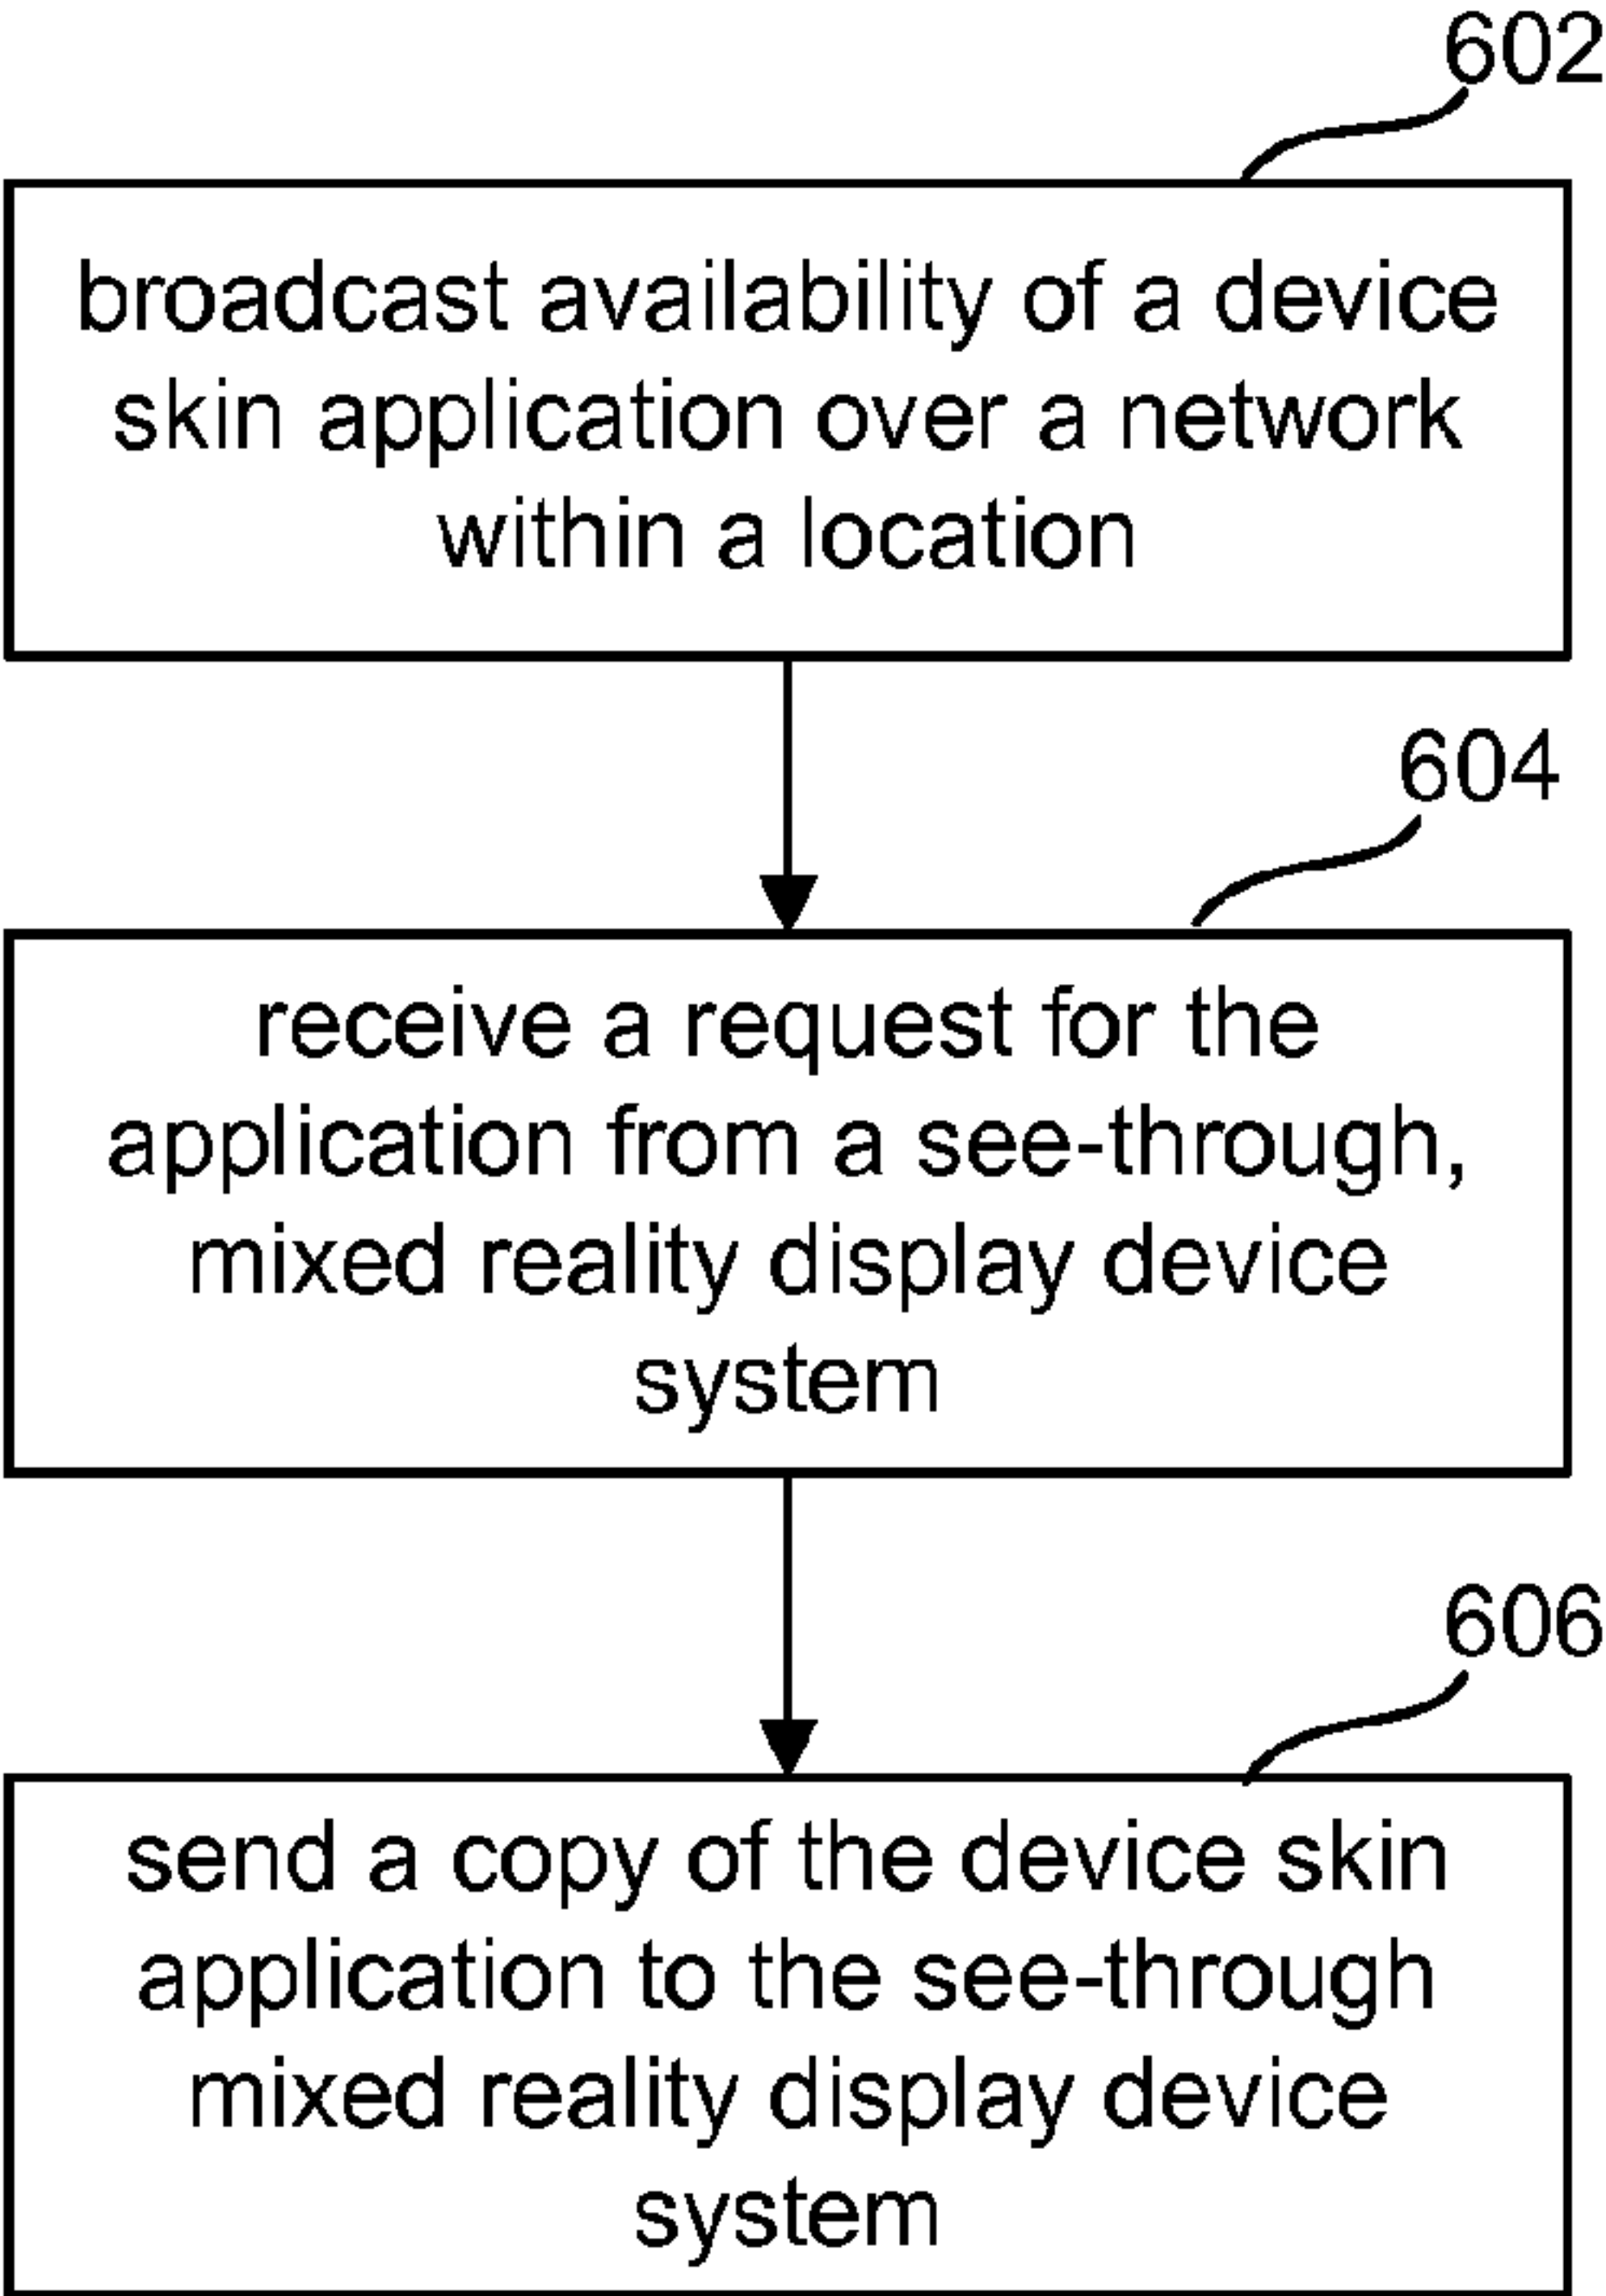 602
broadcast availability of a device
skin application over a network
within a location
604
receive a request for the
application from a see-through,
mixed reality display device
system
606
send a copy of the device skin
application to the see-through
mixed reality display device
system